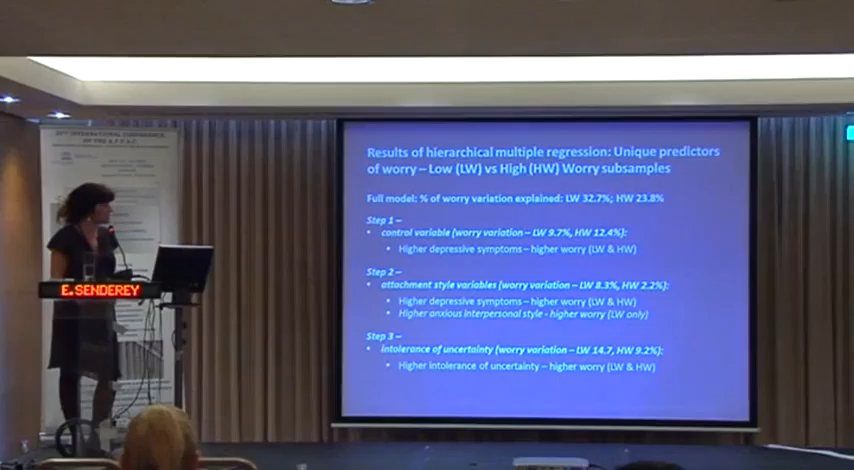 Results of hierarchical multiple regression: Unique predictors
of worry – Low (LW) vs High (HW) Worry subsamples
Full model: % of worry variation explained: LW 32.7%; HW 23.8%
Step 1 –
• control variable (worry variation – LW 9.7%, HW 12.4%):
• Higher depressive symptoms – higher worry (LW & HW)
Step 2 –
• attachment style variables (worry variation – LW 8.3%, HW 2.2%):
• Higher depressive symptoms – higher worry (LW & HW)
• Higher anxious interpersonal style - higher worry (LW only)
Step 3 –
• intolerance of uncertainty (worry variation – LW 14.7, HW 9.2%):
• Higher intolerance of uncertainty – higher worry (LW & HW)
INTERNATIONAL CONFERENCE
E.SENDEREY